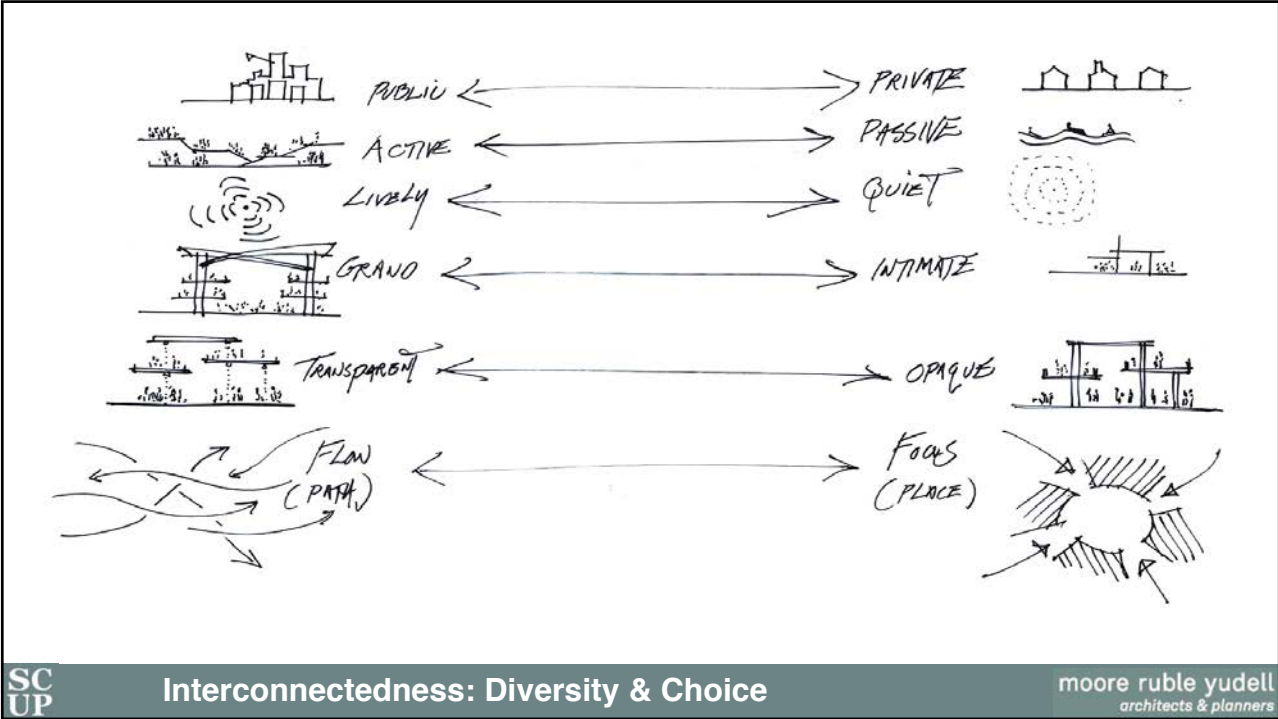 PUBLIC PRIVATE
ACTIVE PASSIVE
LIVELY QUIET
GRAND INTIMATE
TRANSPARENT OPAQUE
FLOW FOCUS
(PATH) (PLACE)
SC
UP
Interconnectedness: Diversity & Choice
moore ruble yudell
architects & planners